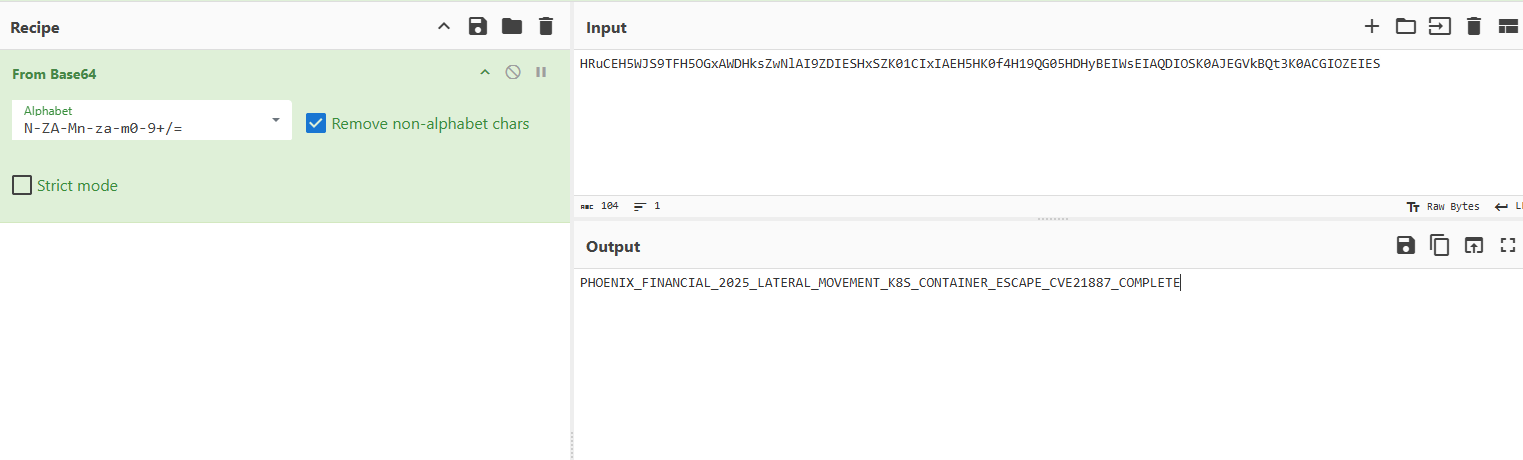 Recipe
From Base64
Alphabet
N-ZA-Mn-za-m0-9+/=
Remove non-alphabet chars
Strict mode
Input
HRuCEH5WJS9TFH5OGxAWDHksZwNlAI9ZDIESHxSZK01CIxIAEH5HK0f4H19QG05HDHyBEIWsEIAQDIOSK0AJEGVkBQt3K0ACGIOZEIES
ABC 104 1 Tт Raw Bytes
Output
PHOENIX_FINANCIAL_2025_LATERAL_MOVEMENT_K8S_CONTAINER_ESCAPE_CVE21887_COMPLETE